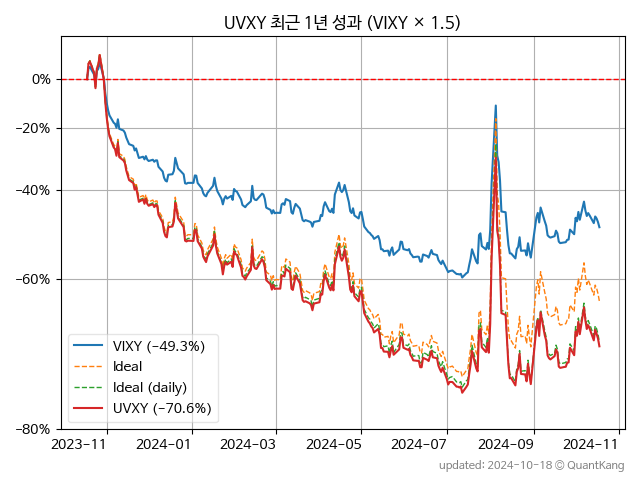 UVXY 최근 1년 성과 (VIXY × 1.5)
0%
−20%
−40%
−60%
−80%
VIXY (−49.3%)
Ideal
Ideal (daily)
UVXY (−70.6%)
2023-11 2024-01 2024-03 2024-05 2024-07 2024-09 2024-11
updated: 2024-10-18 @ QuantKang